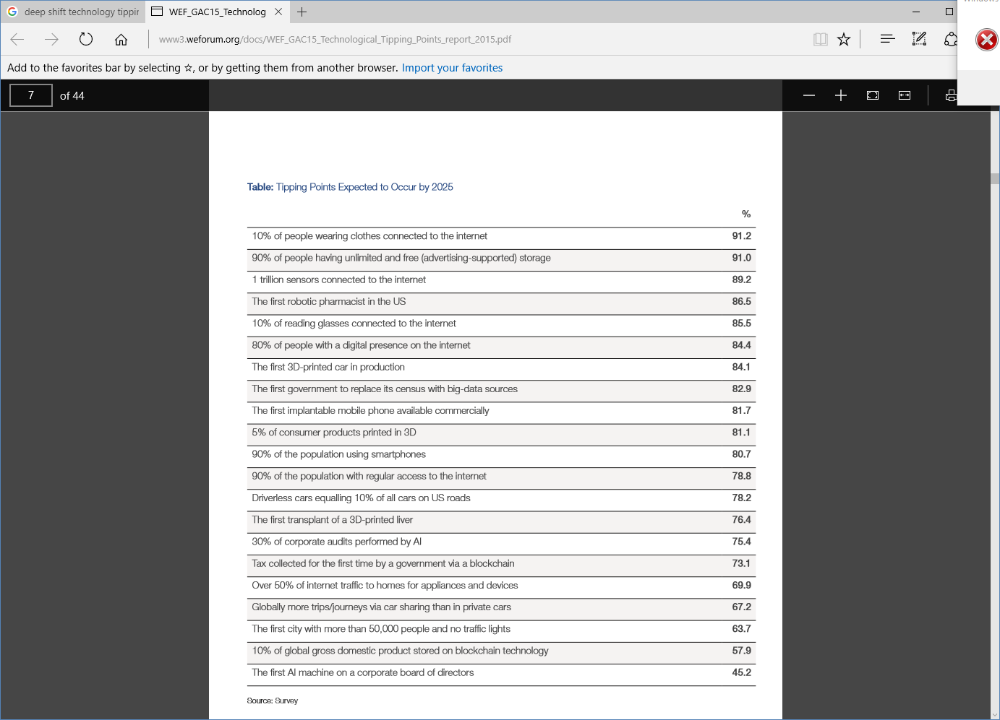 deep shift technology tippin
WEF_GAC15_Technolog
www3.weforum.org/docs/WEF_GAC15_Technological_Tipping_Points_report_2015.pdf
Add to the favorites bar by selecting ☆, or by getting them from another browser. Import your favorites
7 of 44
Table: Tipping Points Expected to Occur by 2025
%
10% of people wearing clothes connected to the internet 91.2
90% of people having unlimited and free (advertising-supported) storage 91.0
1 trillion sensors connected to the internet 89.2
The first robotic pharmacist in the US 86.5
10% of reading glasses connected to the internet 85.5
80% of people with a digital presence on the internet 84.4
The first 3D-printed car in production 84.1
The first government to replace its census with big-data sources 82.9
The first implantable mobile phone available commercially 81.7
5% of consumer products printed in 3D 81.1
90% of the population using smartphones 80.7
90% of the population with regular access to the internet 78.8
Driverless cars equalling 10% of all cars on US roads 78.2
The first transplant of a 3D-printed liver 76.4
30% of corporate audits performed by AI 75.4
Tax collected for the first time by a government via a blockchain 73.1
Over 50% of internet traffic to homes for appliances and devices 69.9
Globally more trips/journeys via car sharing than in private cars 67.2
The first city with more than 50,000 people and no traffic lights 63.7
10% of global gross domestic product stored on blockchain technology 57.9
The first AI machine on a corporate board of directors 45.2
Source: Survey